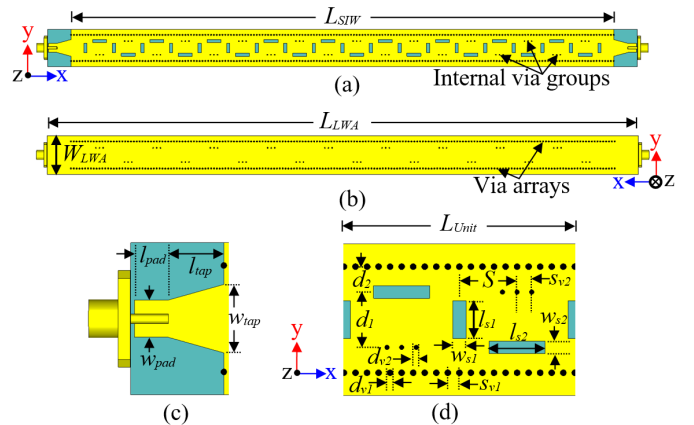 L_SIW
y
z x
Internal via groups
(a)
L_LWA
W_LWA
y
x z
Via arrays
(b)
L_Unit
l_pad l_tap
w_tap
w_pad
(c)
d_2 S s_v2
d_1 l_s1 w_s2
l_s2
d_v2 w_s1
d_v1 s_v1
y
z x
(d)